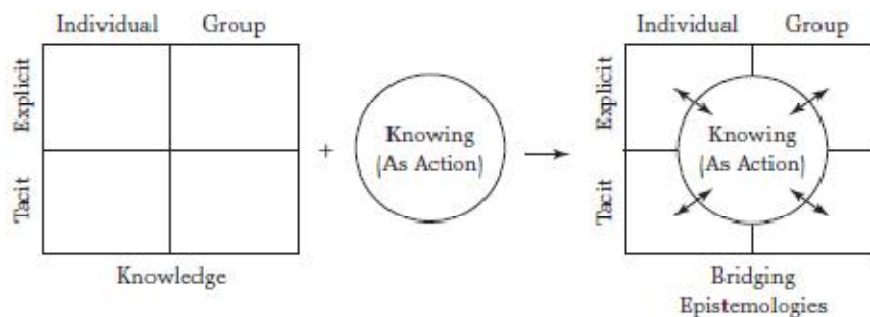 Individual Group
Explicit
Tacit
Knowledge
+
Knowing
(As Action)
Individual Group
Explicit
Tacit
Knowing
(As Action)
Bridging
Epistemologies